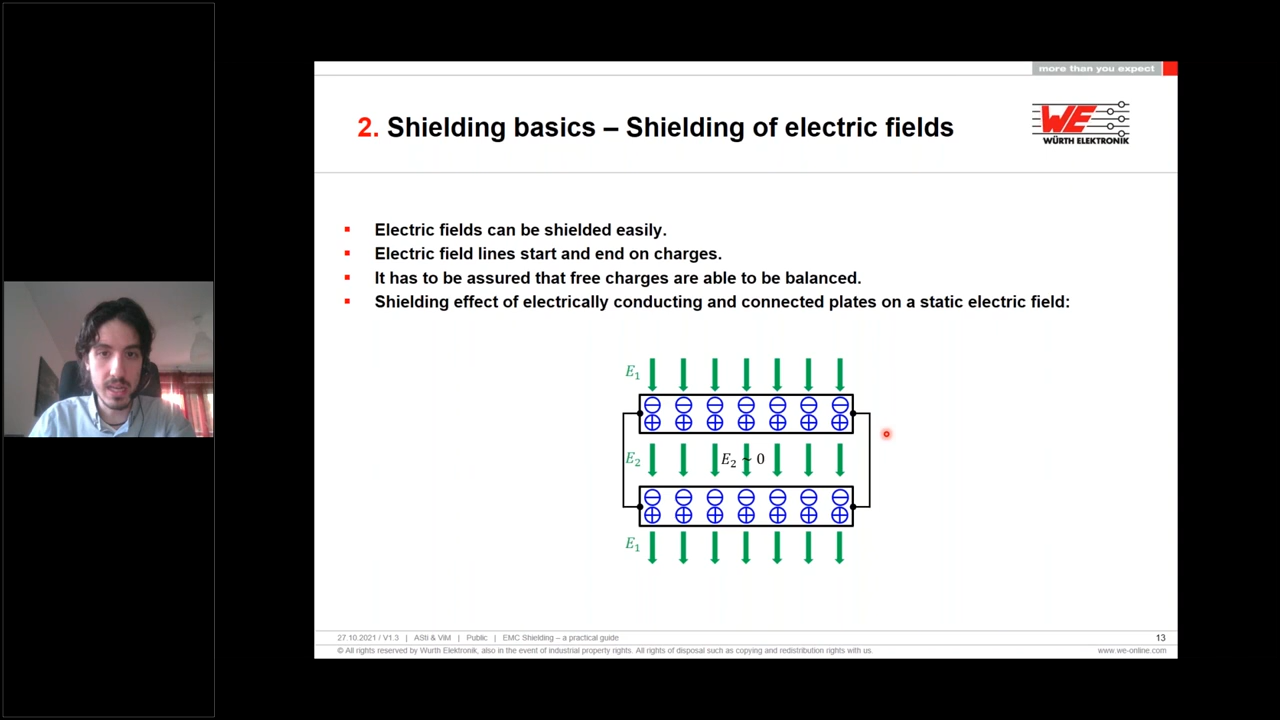 more than you expect
2. Shielding basics – Shielding of electric fields
WE
WÜRTH ELEKTRONIK
Electric fields can be shielded easily.
Electric field lines start and end on charges.
It has to be assured that free charges are able to be balanced.
Shielding effect of electrically conducting and connected plates on a static electric field:
E₁
E₂ E₂ ~ 0
E₁
27.10.2021 / V1.3 | ASti & ViM | Public | EMC Shielding – a practical guide 13
© All rights reserved by Wurth Elektronik, also in the event of industrial property rights. All rights of disposal such as copying and redistribution rights with us. www.we-online.com